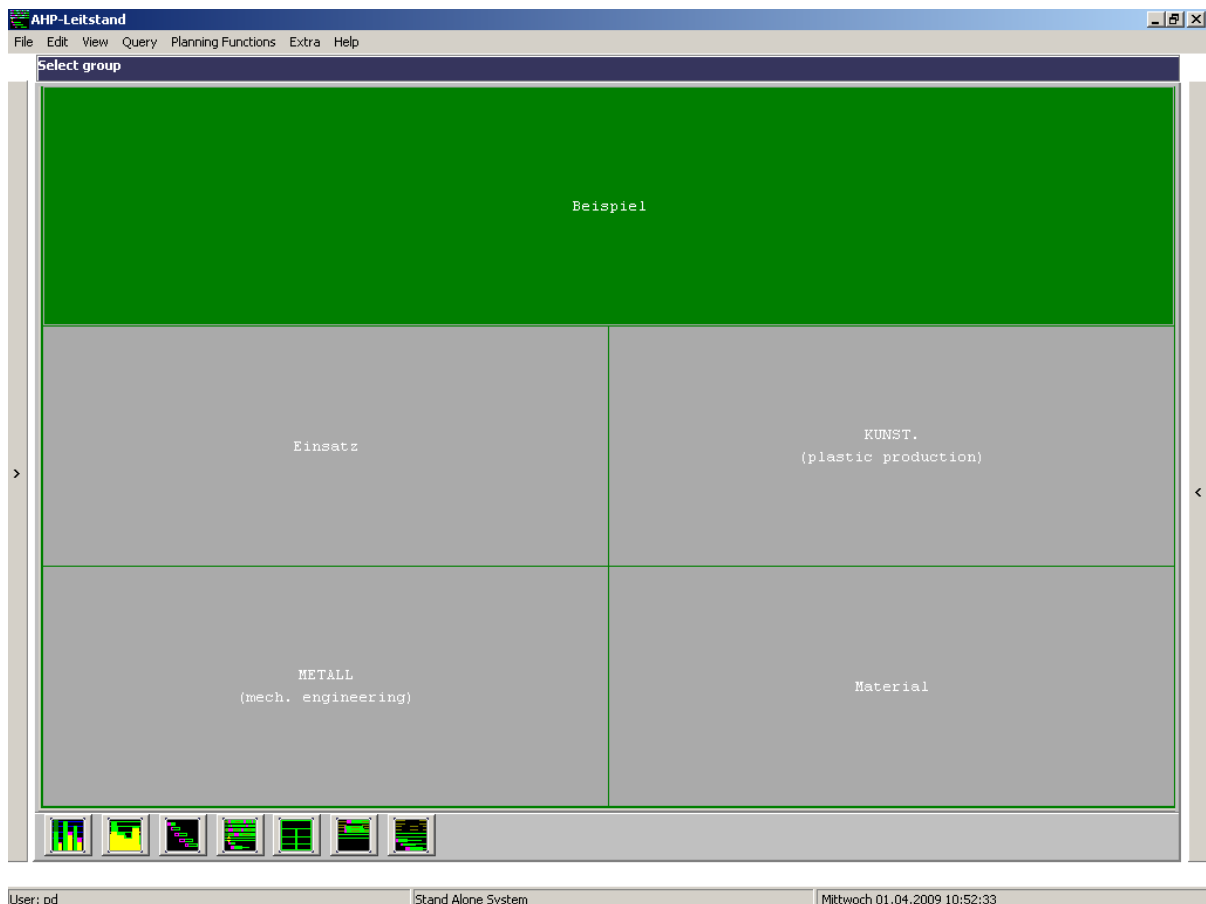 AHP-Leitstand
File Edit View Query Planning Functions Extra Help
Select group
Beispiel
Einsatz
KUNST.
(plastic production)
METALL
(mech. engineering)
Material
>
<
User: pd
Stand Alone System
Mittwoch 01.04.2009 10:52:33